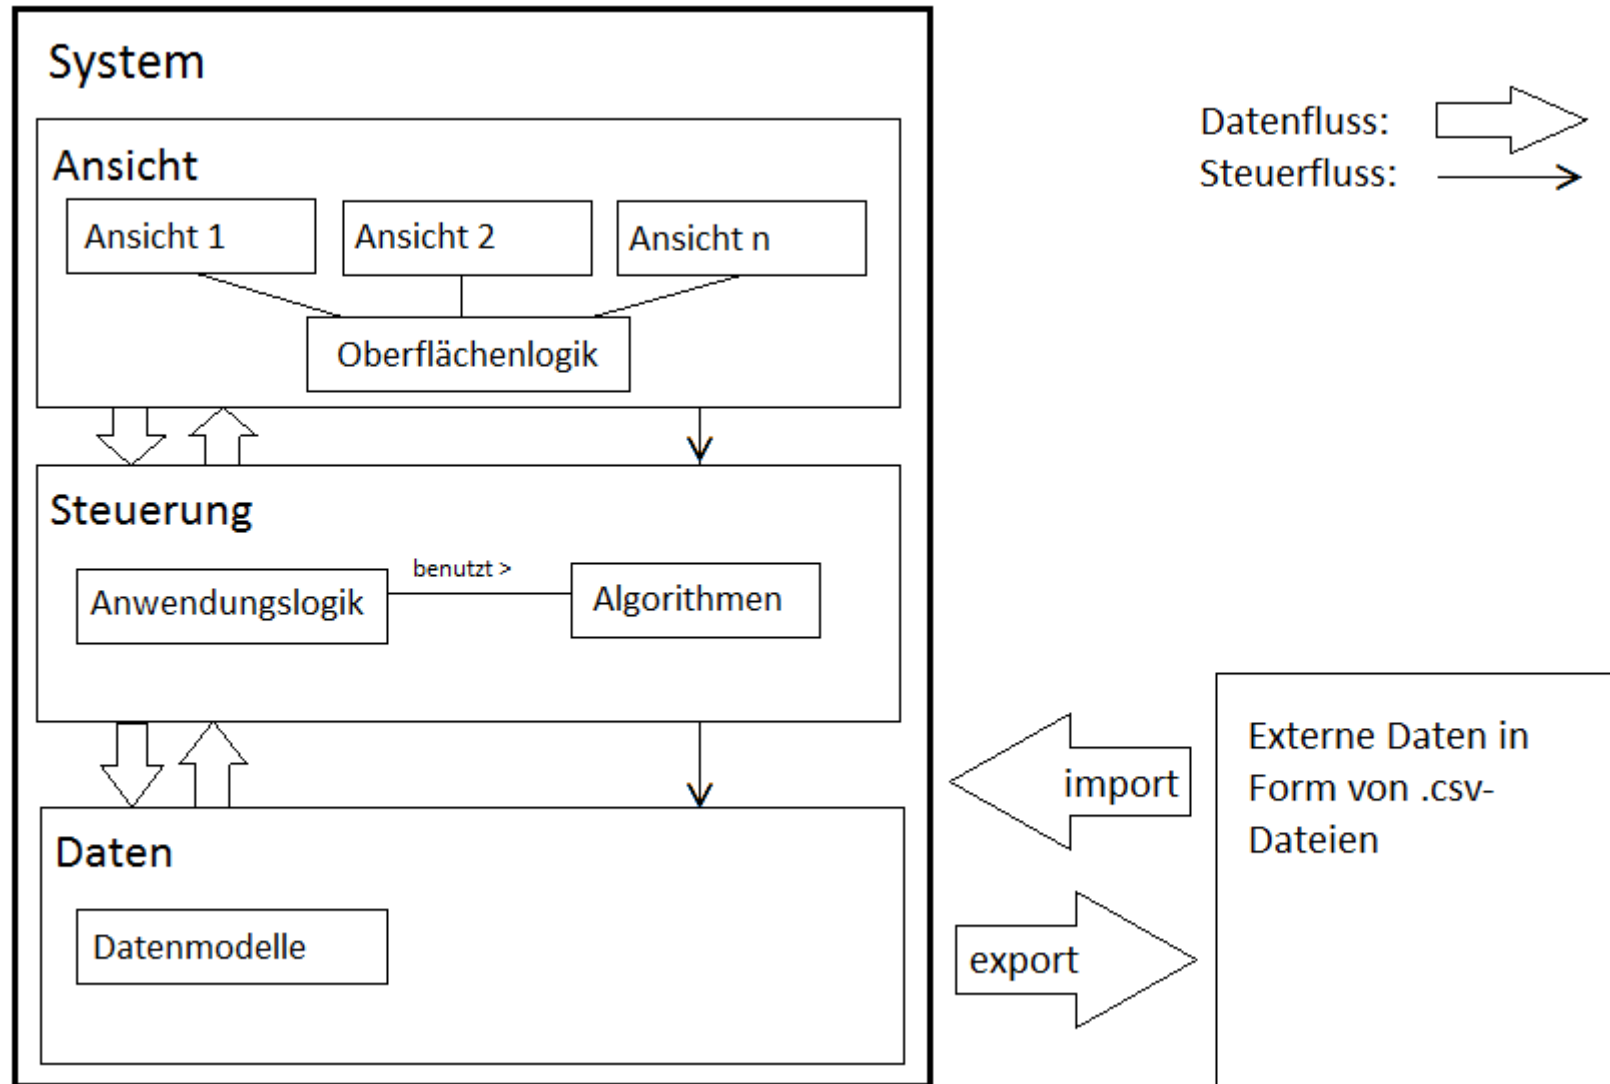 System
Datenfluss:
Steuerfluss:
Ansicht
Ansicht 1
Ansicht 2
Ansicht n
Oberflächenlogik
Steuerung
benutzt >
Anwendungslogik
Algorithmen
Daten
Datenmodelle
import
export
Externe Daten in
Form von .csv-
Dateien